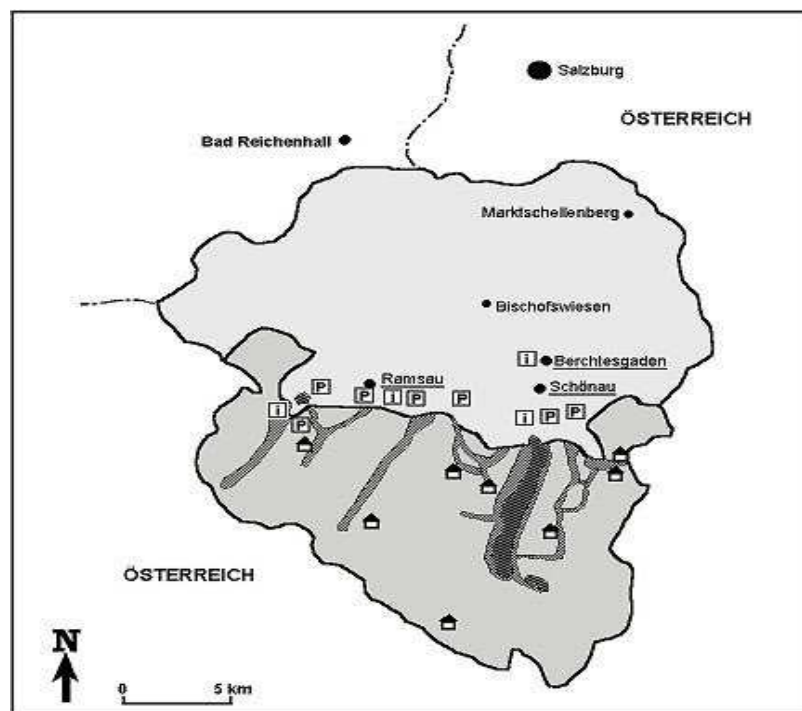 Salzburg
ÖSTERREICH
Bad Reichenhall
Marktschellenberg
Bischofswiesen
i Berchtesgaden
Ramsau
Schönau
P
P i P P
i P P
i
P
ÖSTERREICH
N
0 5 km